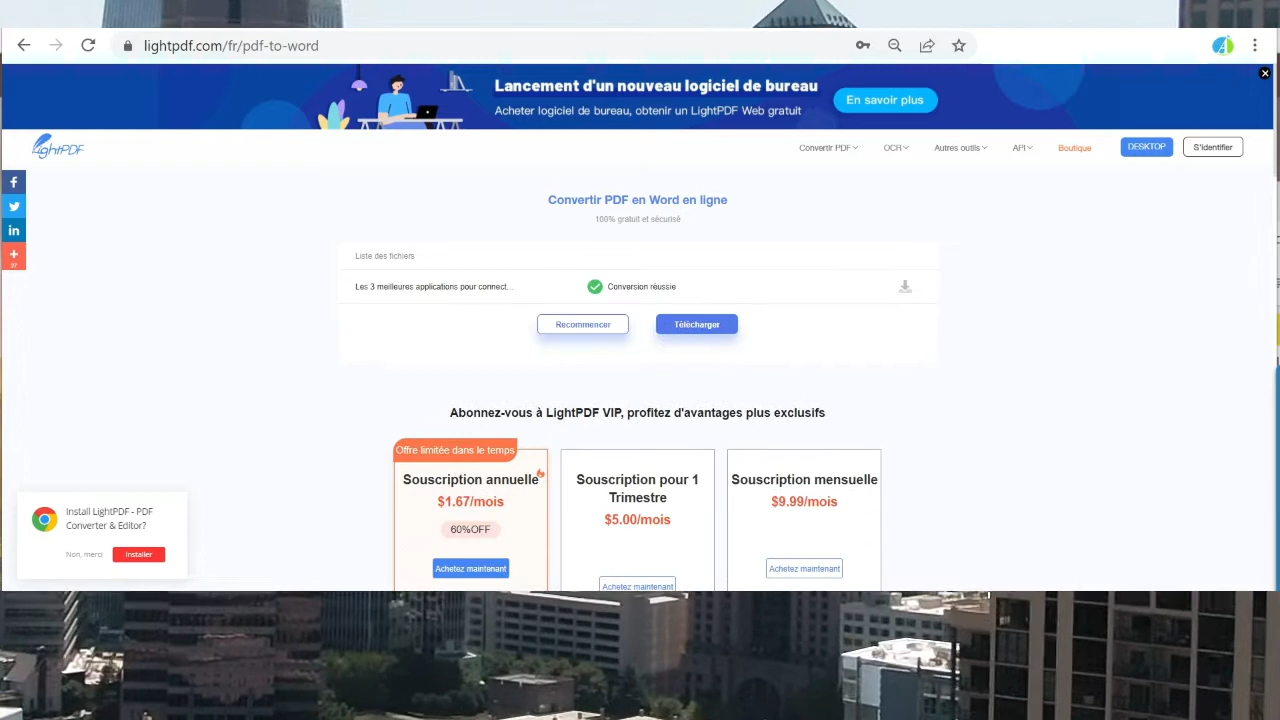 lightpdf.com/fr/pdf-to-word
Lancement d'un nouveau logiciel de bureau
Acheter logiciel de bureau, obtenir un LightPDF Web gratuit
En savoir plus
LightPDF
Convertir PDF
OCR
Autres outils
API
Boutique
DESKTOP
S'identifier
Convertir PDF en Word en ligne
100% gratuit et sécurisé
Liste des fichiers
Les 3 meilleures applications pour connect...
Conversion réussie
Recommencer
Télécharger
37
Abonnez-vous à LightPDF VIP, profitez d'avantages plus exclusifs
Offre limitée dans le temps
Souscription annuelle
$1.67/mois
60%OFF
Achetez maintenant
Souscription pour 1
Trimestre
$5.00/mois
Achetez maintenant
Souscription mensuelle
$9.99/mois
Achetez maintenant
Install LightPDF - PDF
Converter & Editor?
Non, merci
Installer